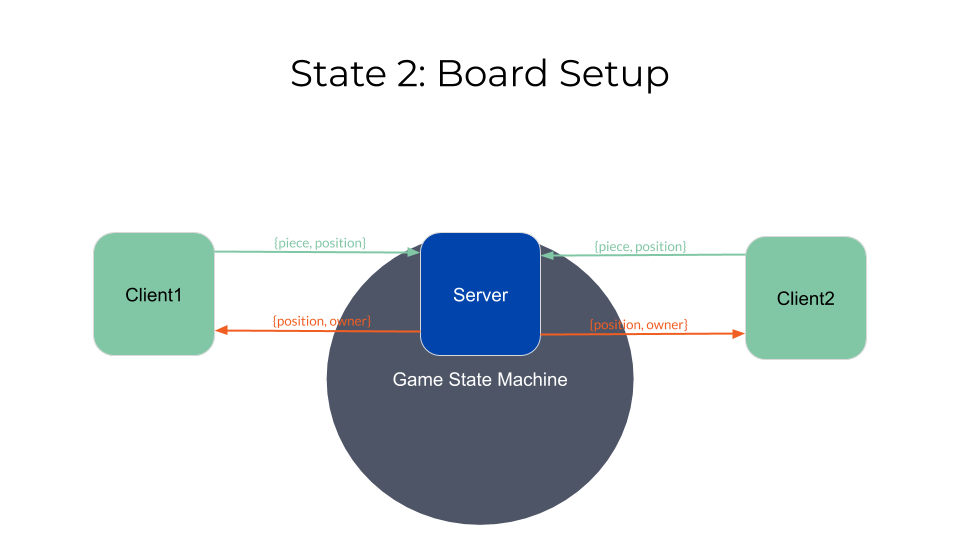 State 2: Board Setup
{piece, position}
{piece, position}
Client1
Server
Client2
{position, owner}
{position, owner}
Game State Machine